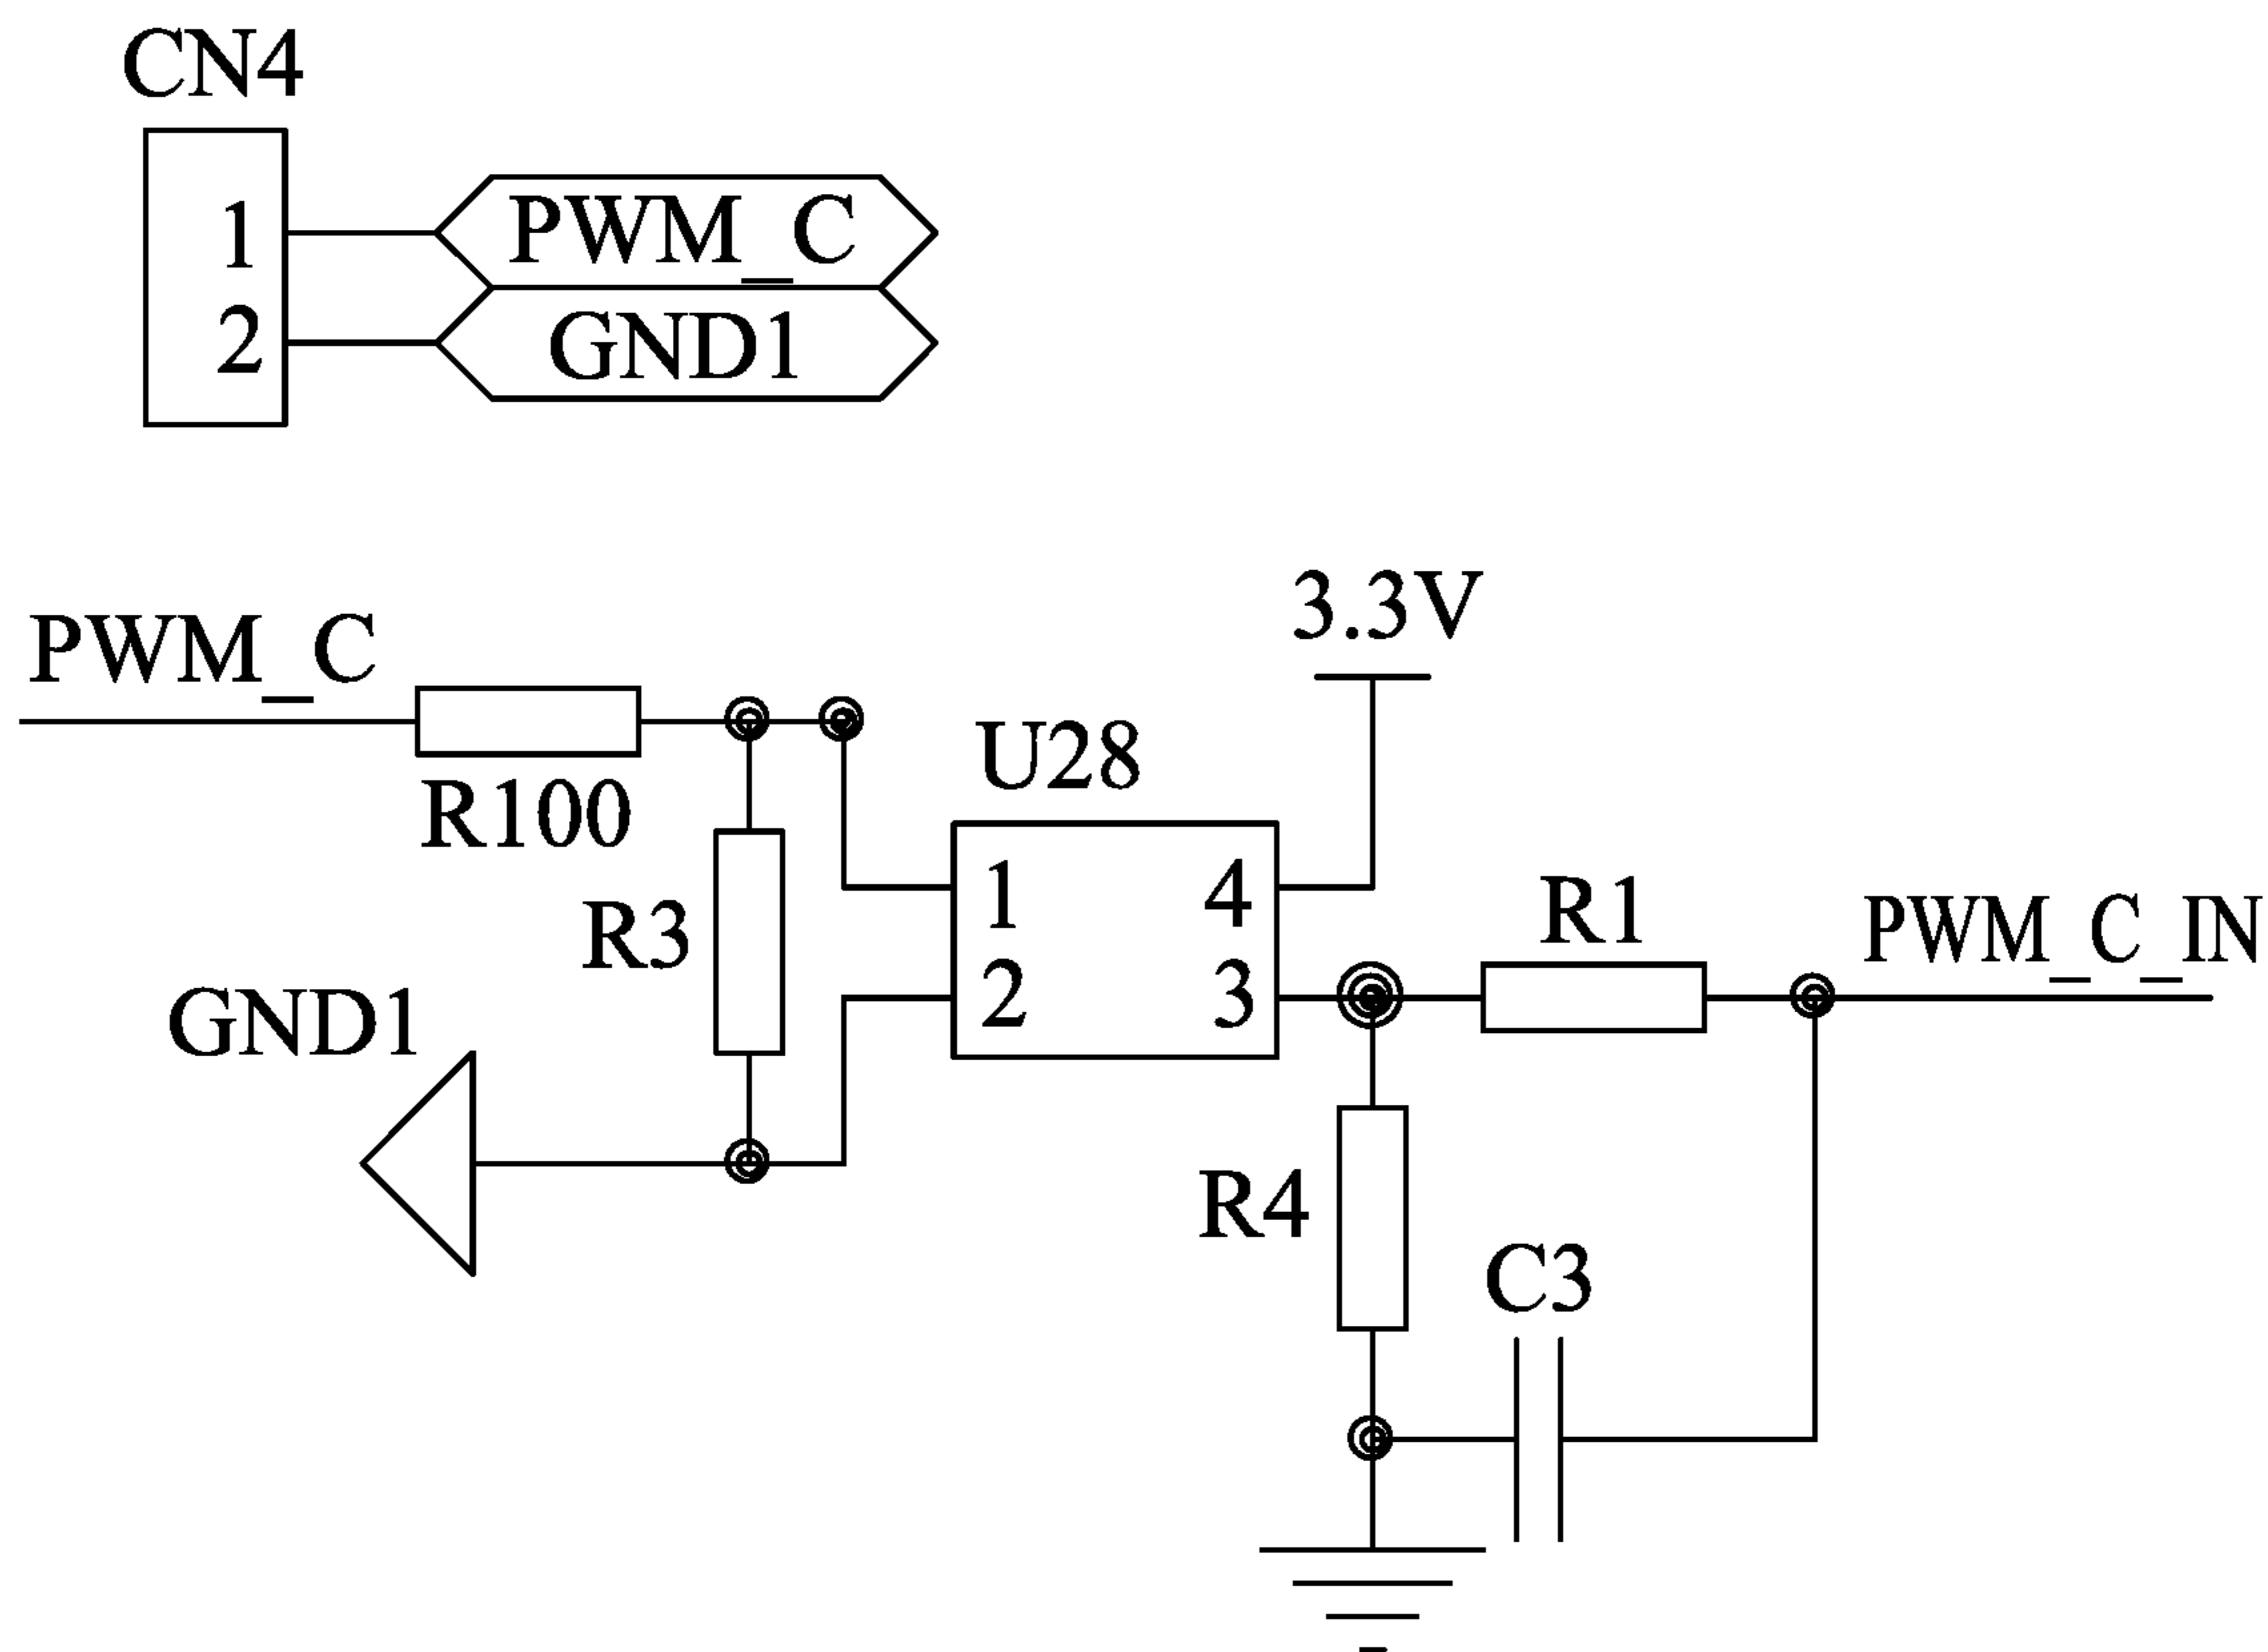 CN4
1 PWM_C
2 GND1
3.3V
PWM_C
R100
U28
1 4
R3
R1
PWM_C_IN
2 3
GND1
R4
C3